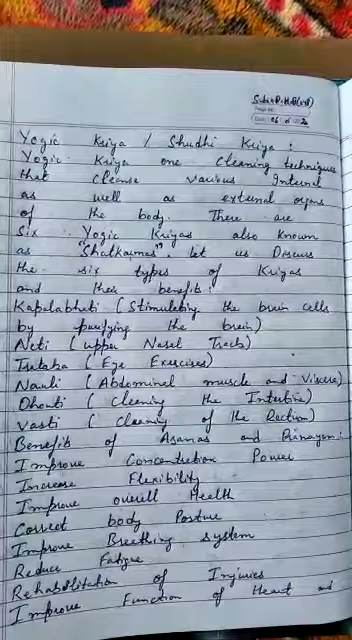 Yogic Kriya / Shudhi Kriya :
Yogic Kriya one cleaning techniques
that cleanse various Internal
as well as external organs
of the body. There are
Six Yogic Kriyas also known
as "Shatkarmas". let us Discuss
the six types of Kriyas
and their benefits:
Kapalabhati (Stimulating the brain cells
by purifying the brain)
Neti (upper Nasal Tracts)
Trataka (Eye Exercises)
Nauli (Abdominal muscle and Viscera)
Dhouti (Cleaning the Intestine)
Vasti (Cleaning of the Rectum)
Benefits of Asanas and Pranayam:
Improve Concentration Power
Increase Flexibility
Improve overall Health
Correct body Posture
Improve Breathing system
Reduce Fatigue
Rehabilitation of Injuries
Improve Function of Heart and